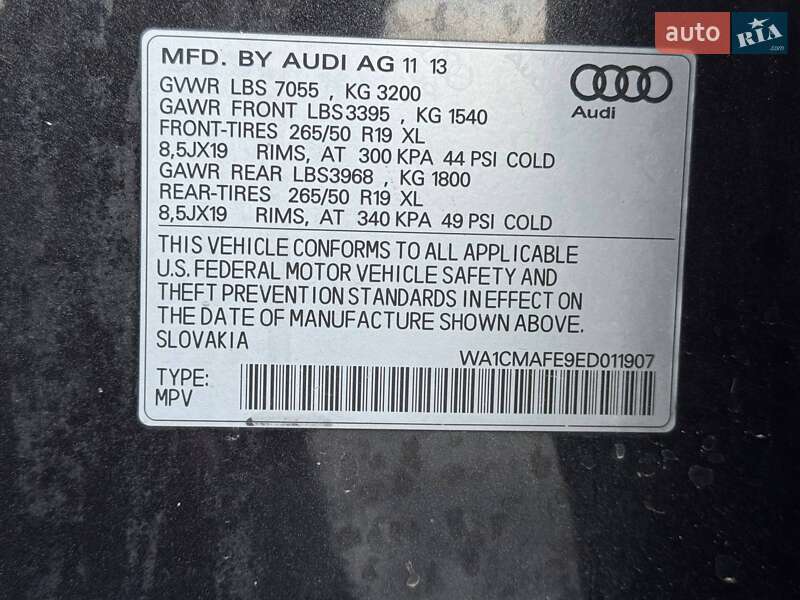 auto RIA .com
MFD. BY AUDI AG 11 13
GVWR LBS 7055 , KG 3200
GAWR FRONT LBS3395 , KG 1540
FRONT-TIRES 265/50 R19 XL
8,5JX19 RIMS, AT 300 KPA 44 PSI COLD
GAWR REAR LBS3968 , KG 1800
REAR-TIRES 265/50 R19 XL
8,5JX19 RIMS, AT 340 KPA 49 PSI COLD
Audi
THIS VEHICLE CONFORMS TO ALL APPLICABLE
U.S. FEDERAL MOTOR VEHICLE SAFETY AND
THEFT PREVENTION STANDARDS IN EFFECT ON
THE DATE OF MANUFACTURE SHOWN ABOVE.
SLOVAKIA
WA1CMAFE9ED011907
TYPE:
MPV